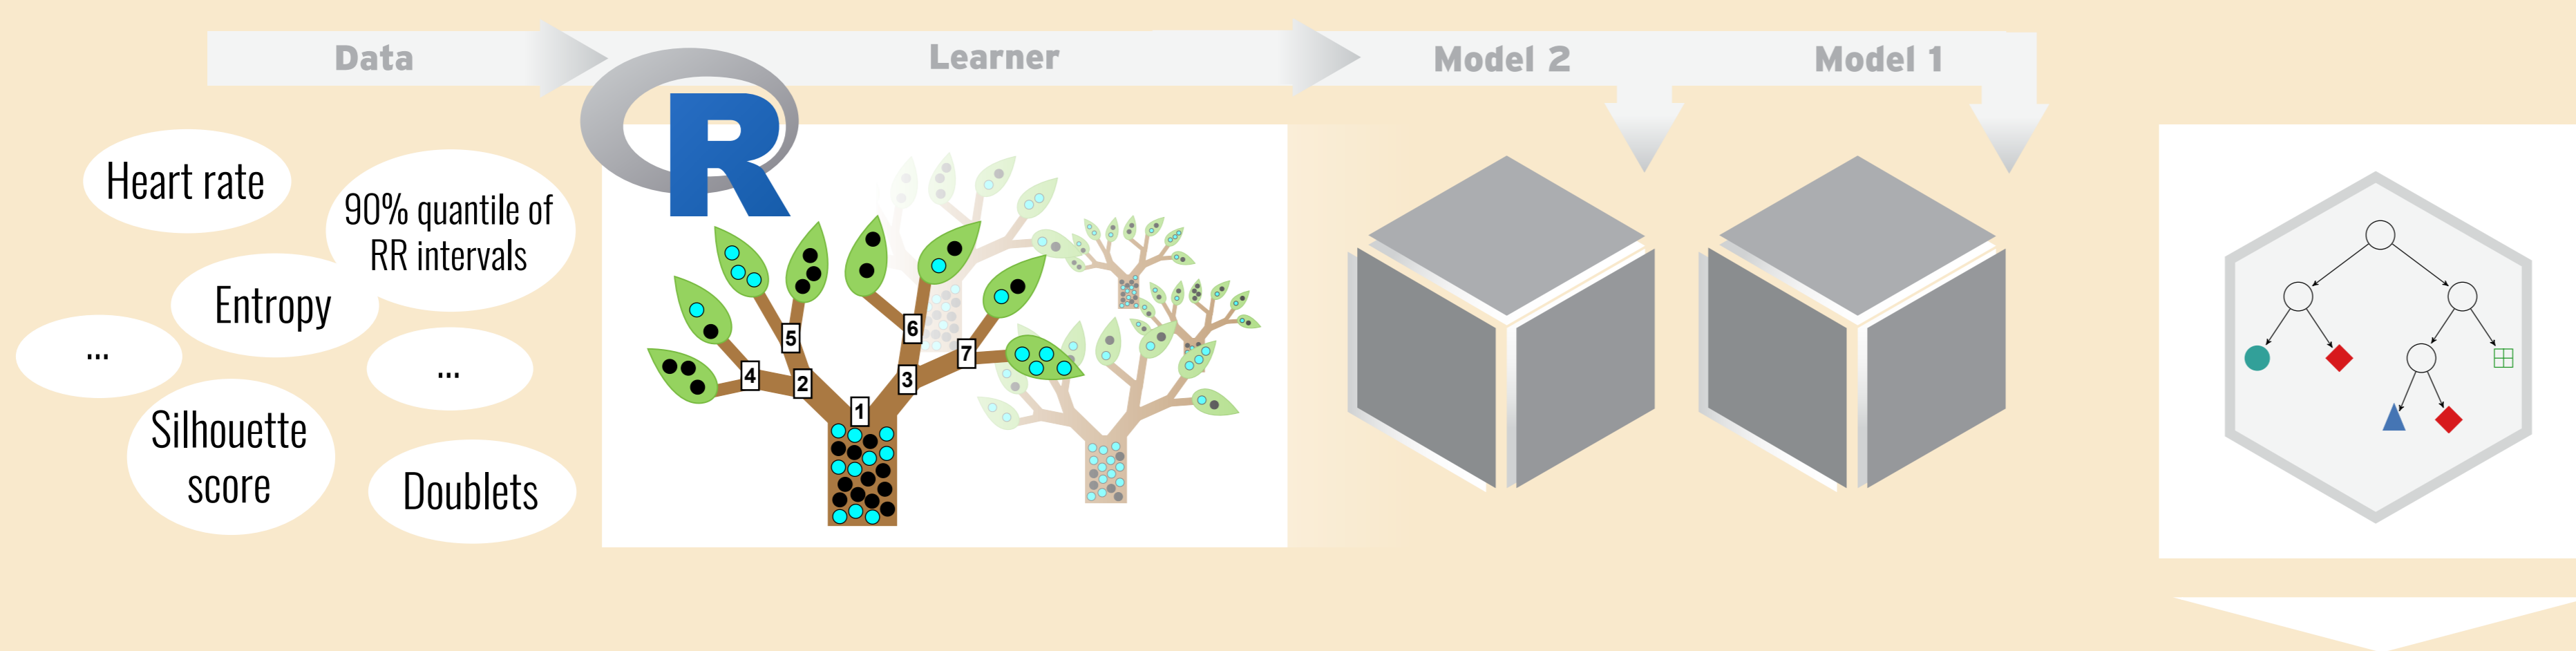 Data
Learner
Model 2
Model 1
R
Heart rate
90% quantile of
RR intervals
Entropy
...
...
Silhouette
score
Doublets
1
2
3
4
5
6
7